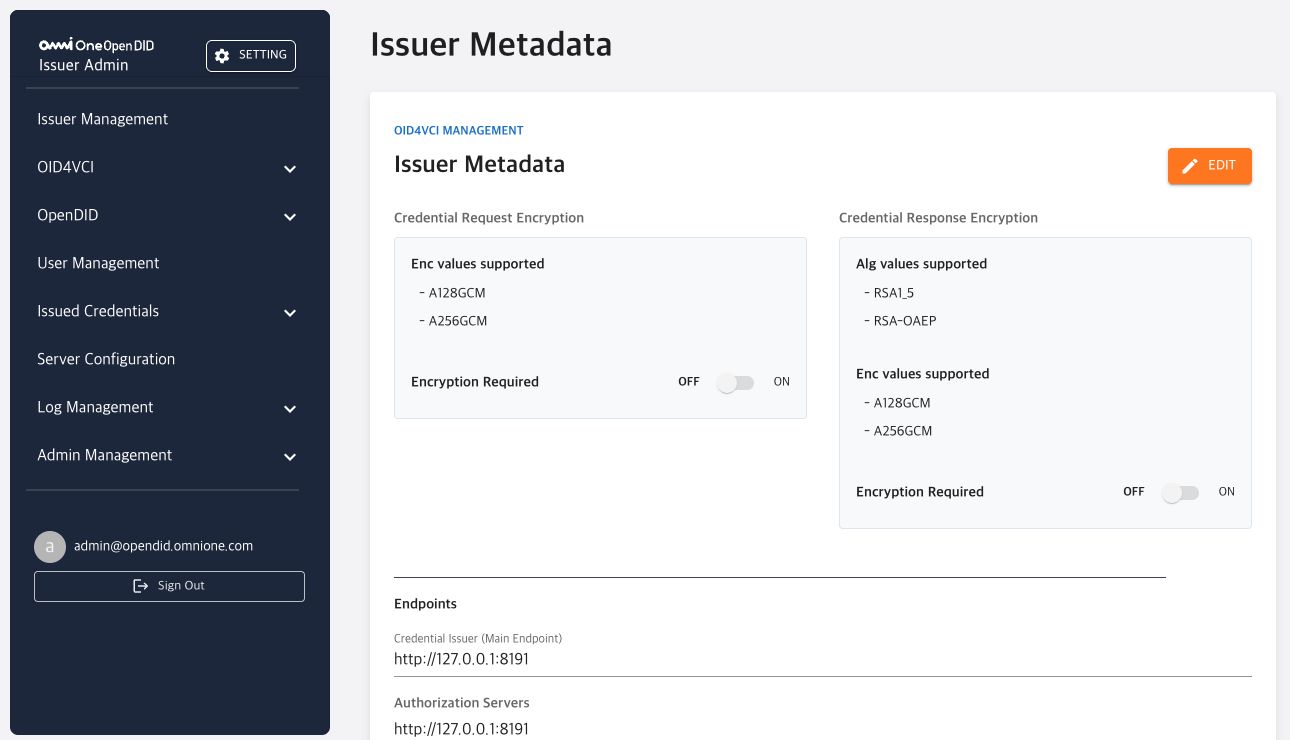 Omni One Open DID
Issuer Admin
SETTING
Issuer Management
OID4VCI
OpenDID
User Management
Issued Credentials
Server Configuration
Log Management
Admin Management
a
admin@opendid.omnione.com
Sign Out
Issuer Metadata
OID4VCI MANAGEMENT
Issuer Metadata
EDIT
Credential Request Encryption
Enc values supported
- A128GCM
- A256GCM
Encryption Required
OFF
ON
Credential Response Encryption
Alg values supported
- RSA1_5
- RSA-OAEP
Enc values supported
- A128GCM
- A256GCM
Encryption Required
OFF
ON
Endpoints
Credential Issuer (Main Endpoint)
http://127.0.0.1:8191
Authorization Servers
http://127.0.0.1:8191